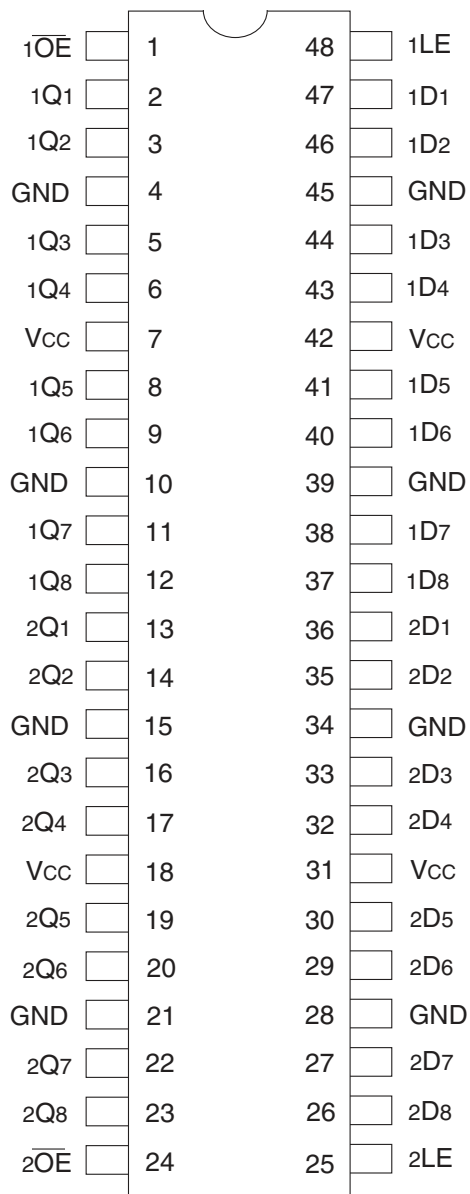 1O̅E̅ 1 48 1LE
1Q1 2 47 1D1
1Q2 3 46 1D2
GND 4 45 GND
1Q3 5 44 1D3
1Q4 6 43 1D4
VCC 7 42 VCC
1Q5 8 41 1D5
1Q6 9 40 1D6
GND 10 39 GND
1Q7 11 38 1D7
1Q8 12 37 1D8
2Q1 13 36 2D1
2Q2 14 35 2D2
GND 15 34 GND
2Q3 16 33 2D3
2Q4 17 32 2D4
VCC 18 31 VCC
2Q5 19 30 2D5
2Q6 20 29 2D6
GND 21 28 GND
2Q7 22 27 2D7
2Q8 23 26 2D8
2O̅E̅ 24 25 2LE